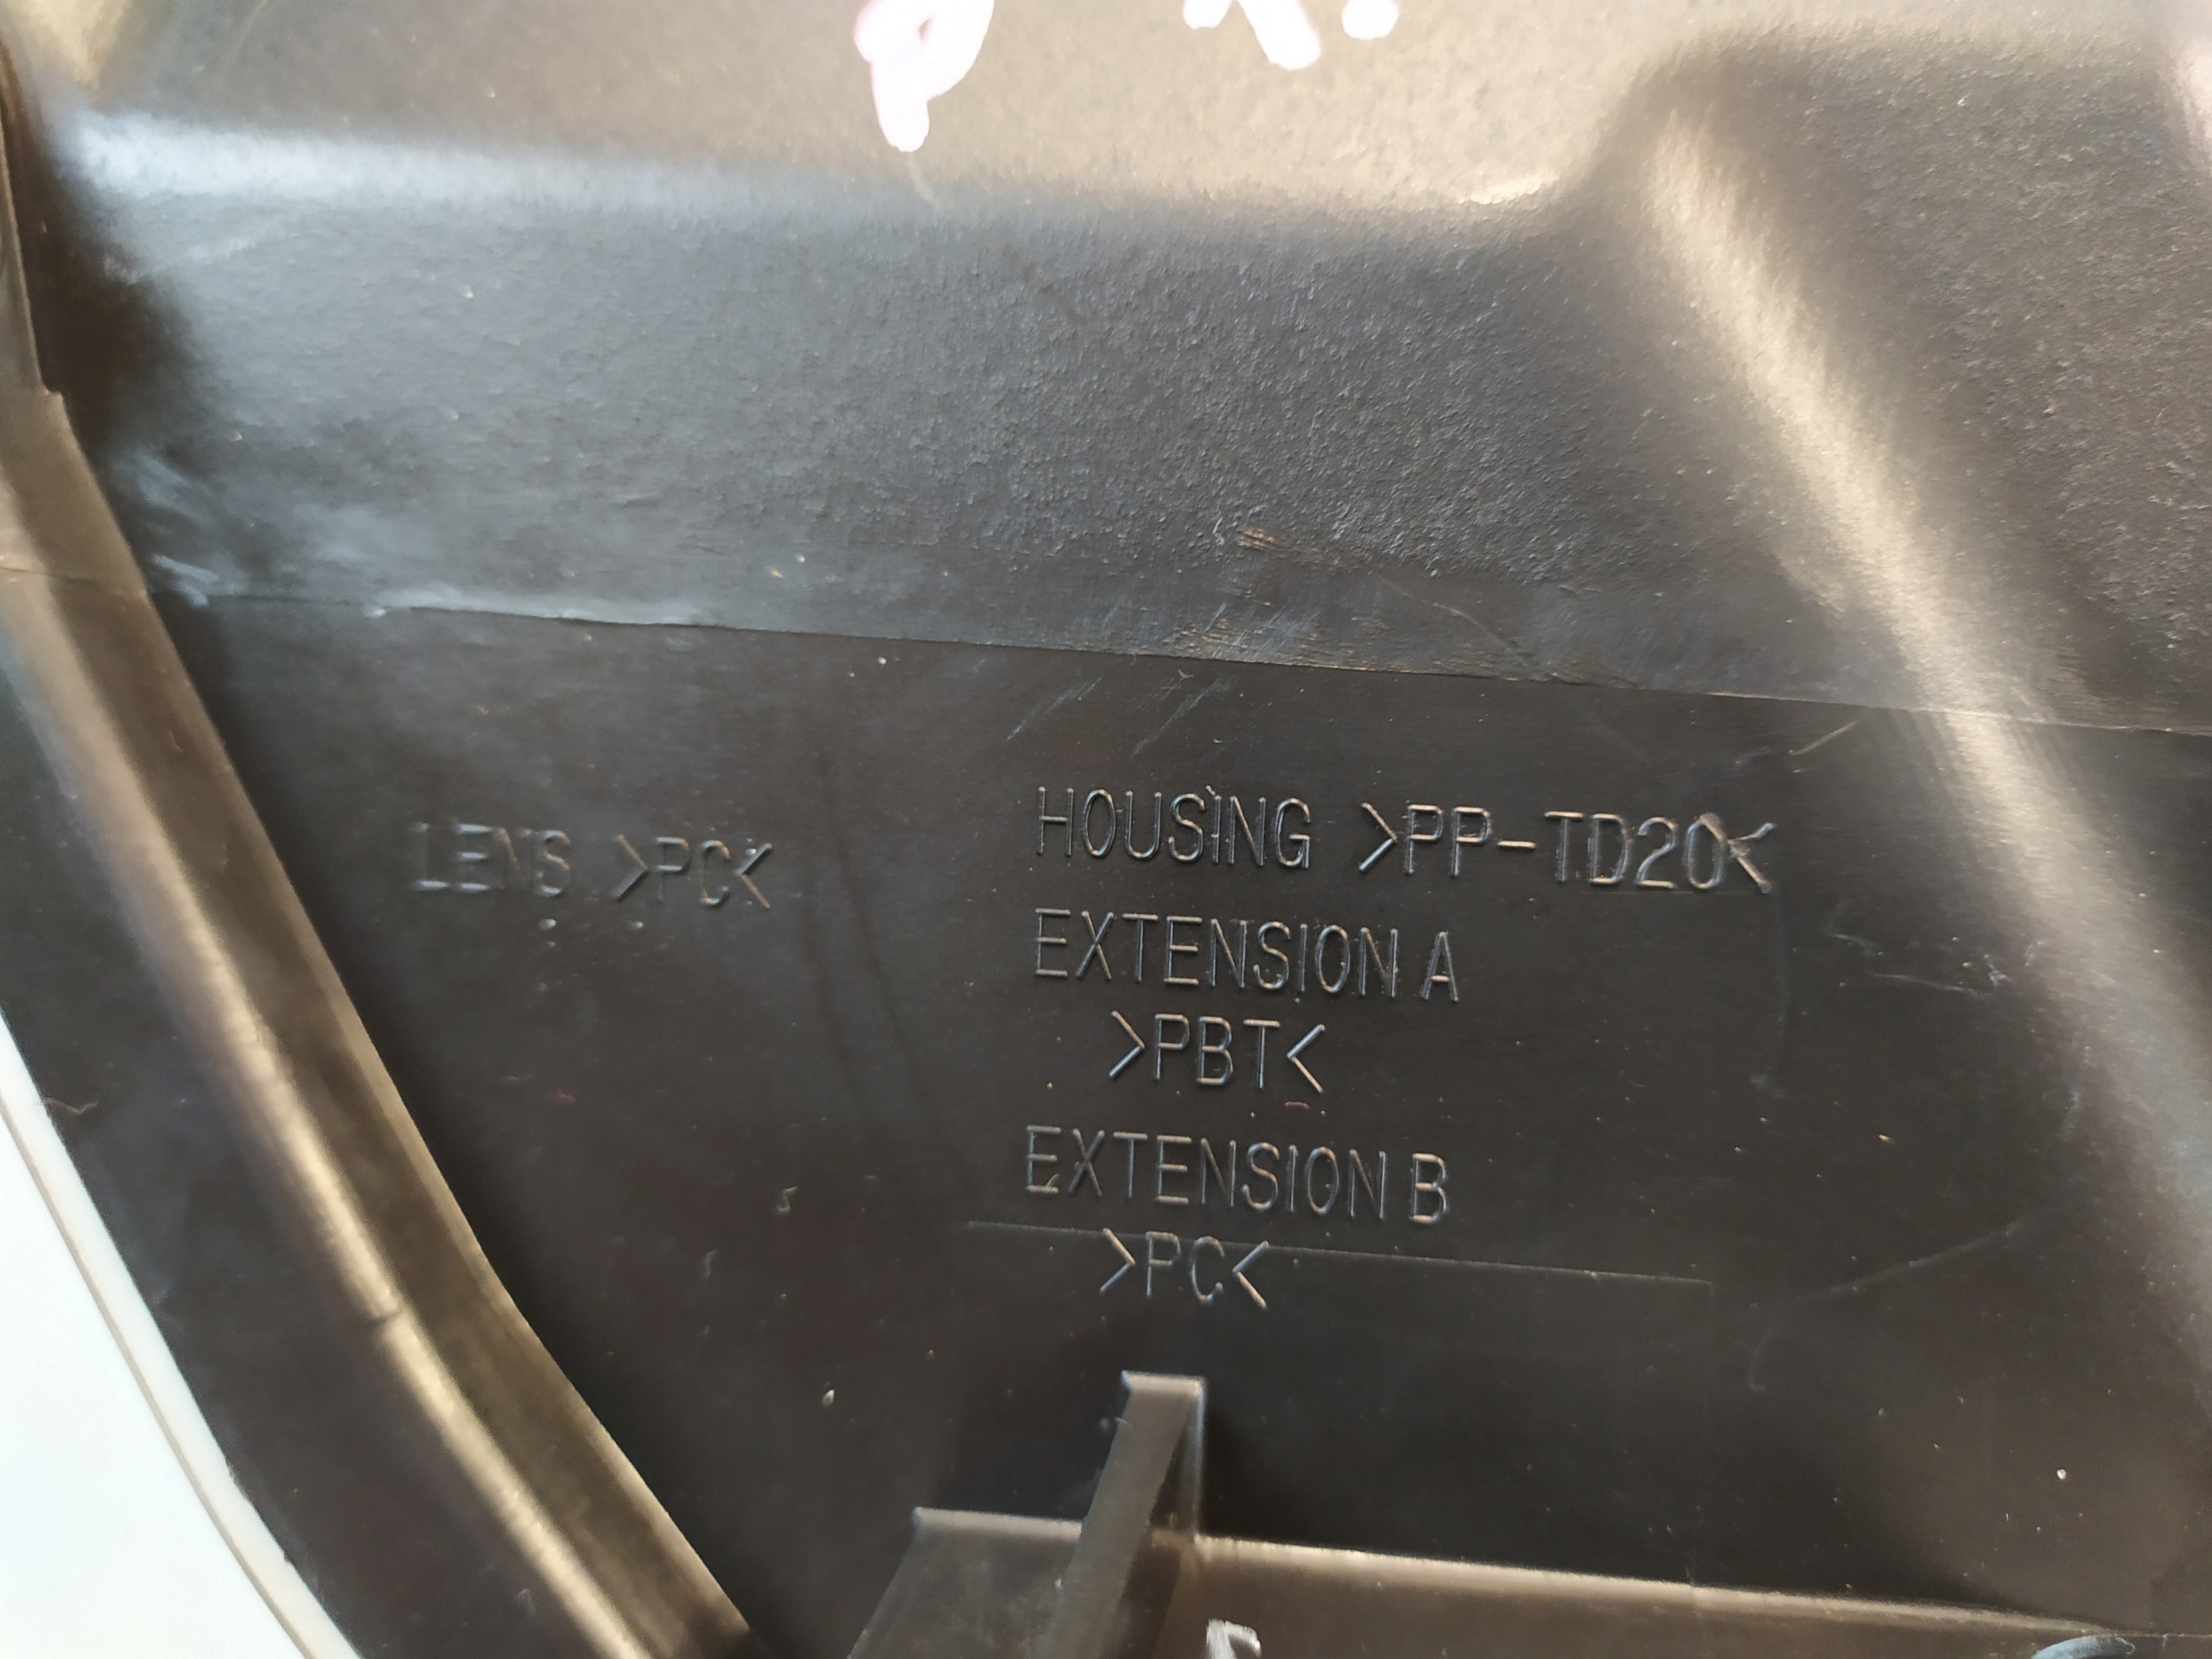 LENS >PC<
HOUSING >PP-TD20<
EXTENSION A
>PBT<
EXTENSION B
>PC<